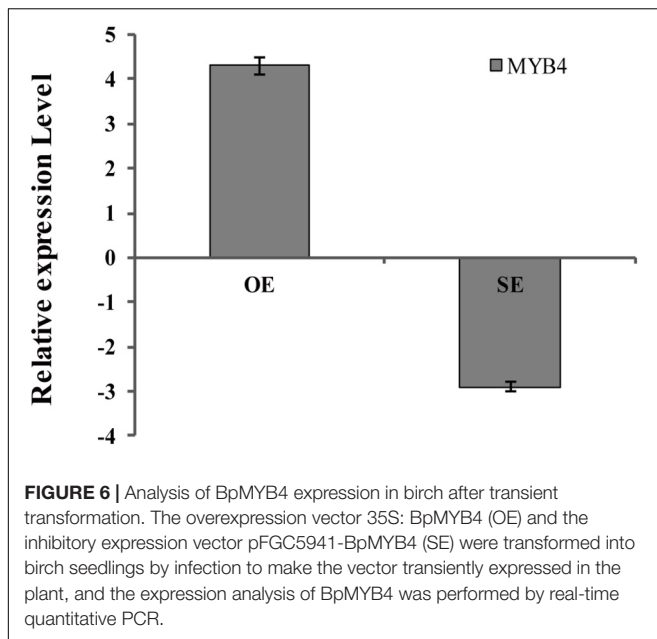 5
4
3
2
1
0
-1
-2
-3
-4
Relative expression Level
MYB4
OE
SE
FIGURE 6 | Analysis of BpMYB4 expression in birch after transient
transformation. The overexpression vector 35S: BpMYB4 (OE) and the
inhibitory expression vector pFGC5941-BpMYB4 (SE) were transformed into
birch seedlings by infection to make the vector transiently expressed in the
plant, and the expression analysis of BpMYB4 was performed by real-time
quantitative PCR.